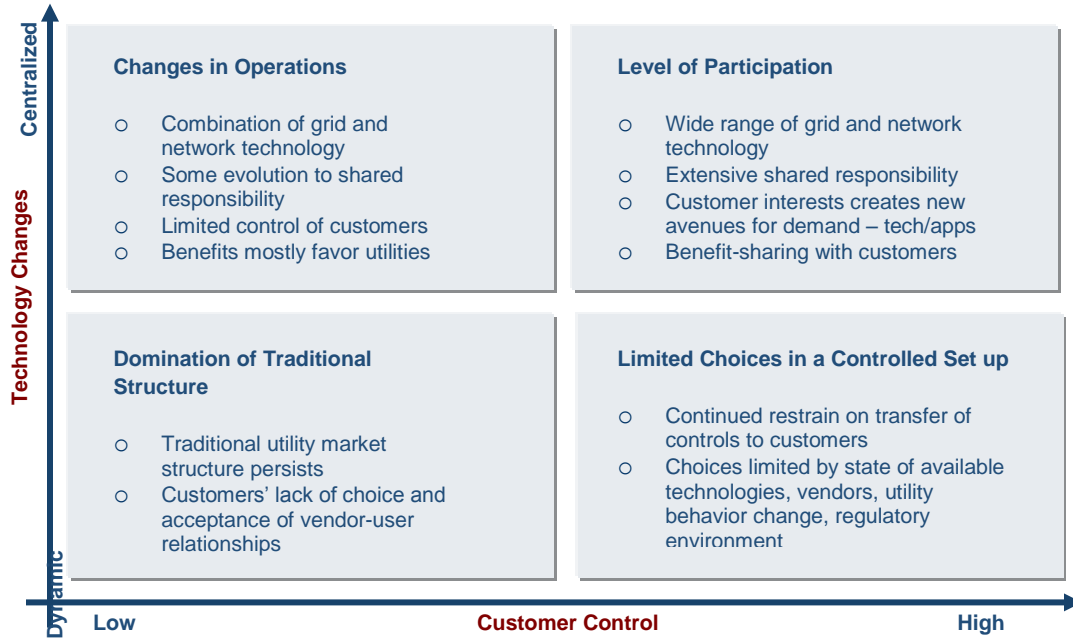 Centralized
Technology Changes
Dynamic
Changes in Operations
o Combination of grid and
network technology
o Some evolution to shared
responsibility
o Limited control of customers
o Benefits mostly favor utilities
Level of Participation
o Wide range of grid and network
technology
o Extensive shared responsibility
o Customer interests creates new
avenues for demand – tech/apps
o Benefit-sharing with customers
Domination of Traditional
Structure
o Traditional utility market
structure persists
o Customers’ lack of choice and
acceptance of vendor-user
relationships
Limited Choices in a Controlled Set up
o Continued restrain on transfer of
controls to customers
o Choices limited by state of available
technologies, vendors, utility
behavior change, regulatory
environment
Low
Customer Control
High